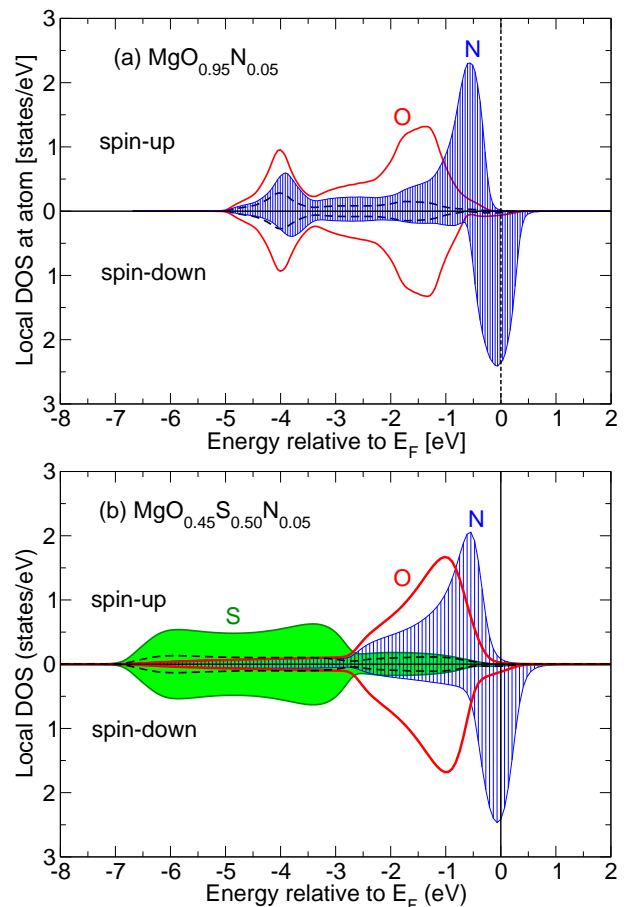 3
2
1
0
1
2
3
Local DOS at atom [states/eV]
(a) MgO0.95N0.05
N
O
spin-up
spin-down
-8 -7 -6 -5 -4 -3 -2 -1 0 1 2
Energy relative to EF [eV]
3
2
1
0
1
2
3
Local DOS (states/eV)
(b) MgO0.45S0.50N0.05
N
O
spin-up
S
spin-down
-8 -7 -6 -5 -4 -3 -2 -1 0 1 2
Energy relative to EF (eV)